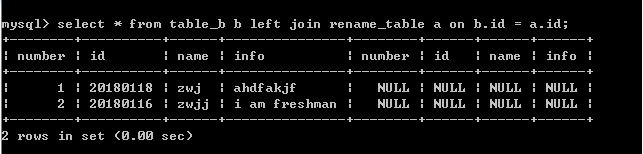 mysql> select * from table_b b left join rename_table a on b.id = a.id;
+--------+----------+------+---------------+--------+------+------+------+
| number | id       | name | info          | number | id   | name | info |
+--------+----------+------+---------------+--------+------+------+------+
|      1 | 20180118 | zwj  | ahdfakjf      |   NULL | NULL | NULL | NULL |
|      2 | 20180116 | zwjj | i am freshman |   NULL | NULL | NULL | NULL |
+--------+----------+------+---------------+--------+------+------+------+
2 rows in set (0.00 sec)